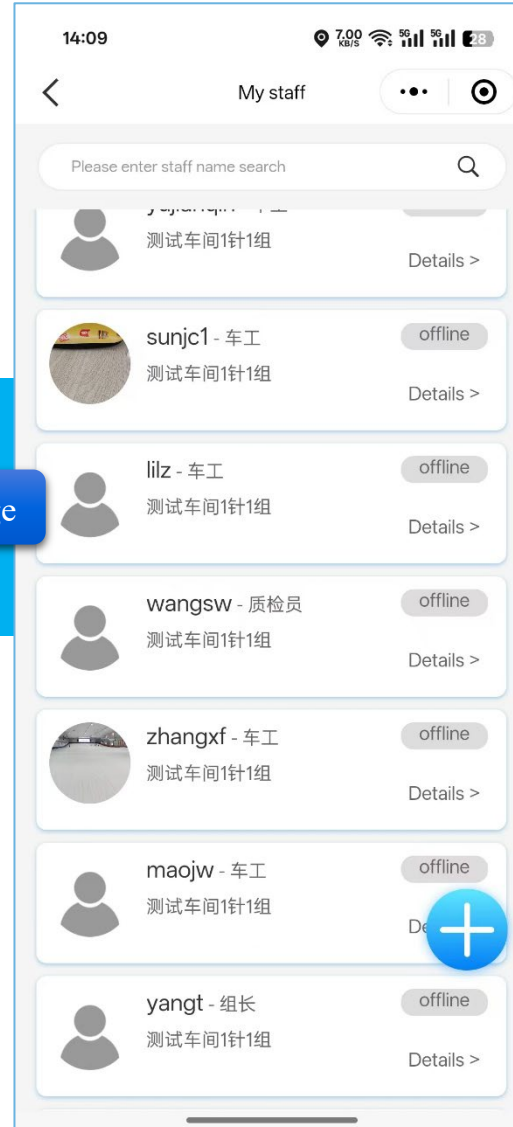 14:09
7.00
KB/S
5G
5G
28
My staff
Please enter staff name search
测试车间1针1组
Details >
sunjc1 - 车工
offline
测试车间1针1组
Details >
lilz - 车工
offline
测试车间1针1组
Details >
wangsw - 质检员
offline
测试车间1针1组
Details >
zhangxf - 车工
offline
测试车间1针1组
Details >
maojw - 车工
offline
测试车间1针1组
yangt - 组长
offline
测试车间1针1组
Details >